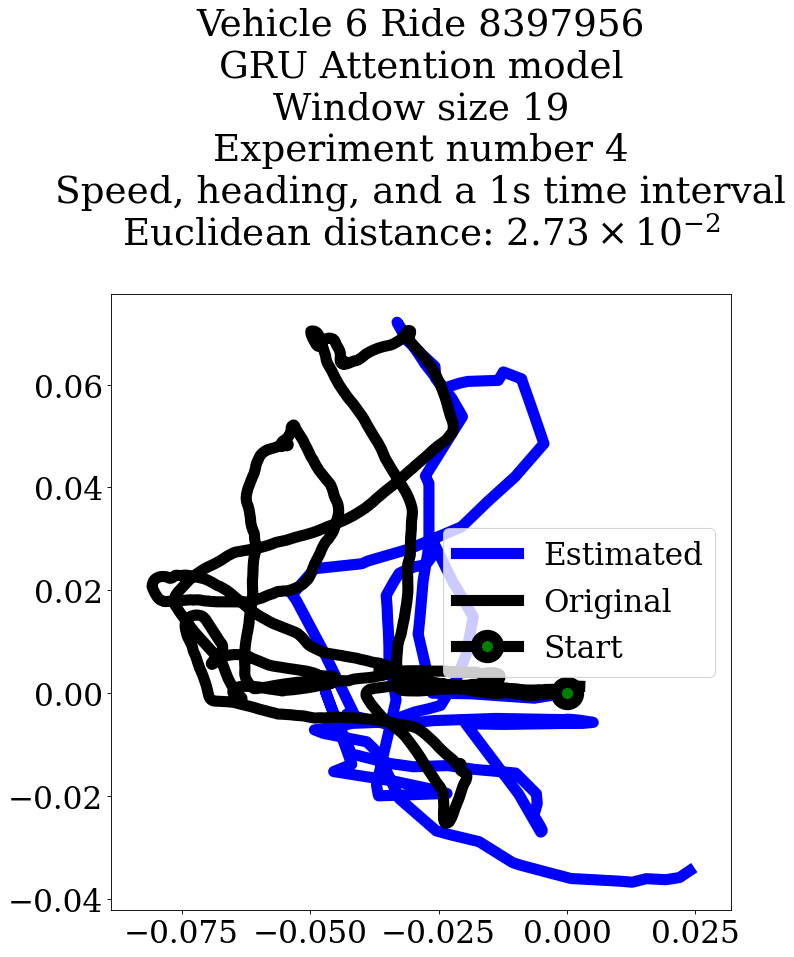 Vehicle 6 Ride 8397956
GRU Attention model
Window size 19
Experiment number 4
Speed, heading, and a 1s time interval
Euclidean distance: 2.73 × 10⁻²
0.06
0.04
0.02
0.00
−0.02
−0.04
Estimated
Original
Start
−0.075 −0.050 −0.025 0.000 0.025